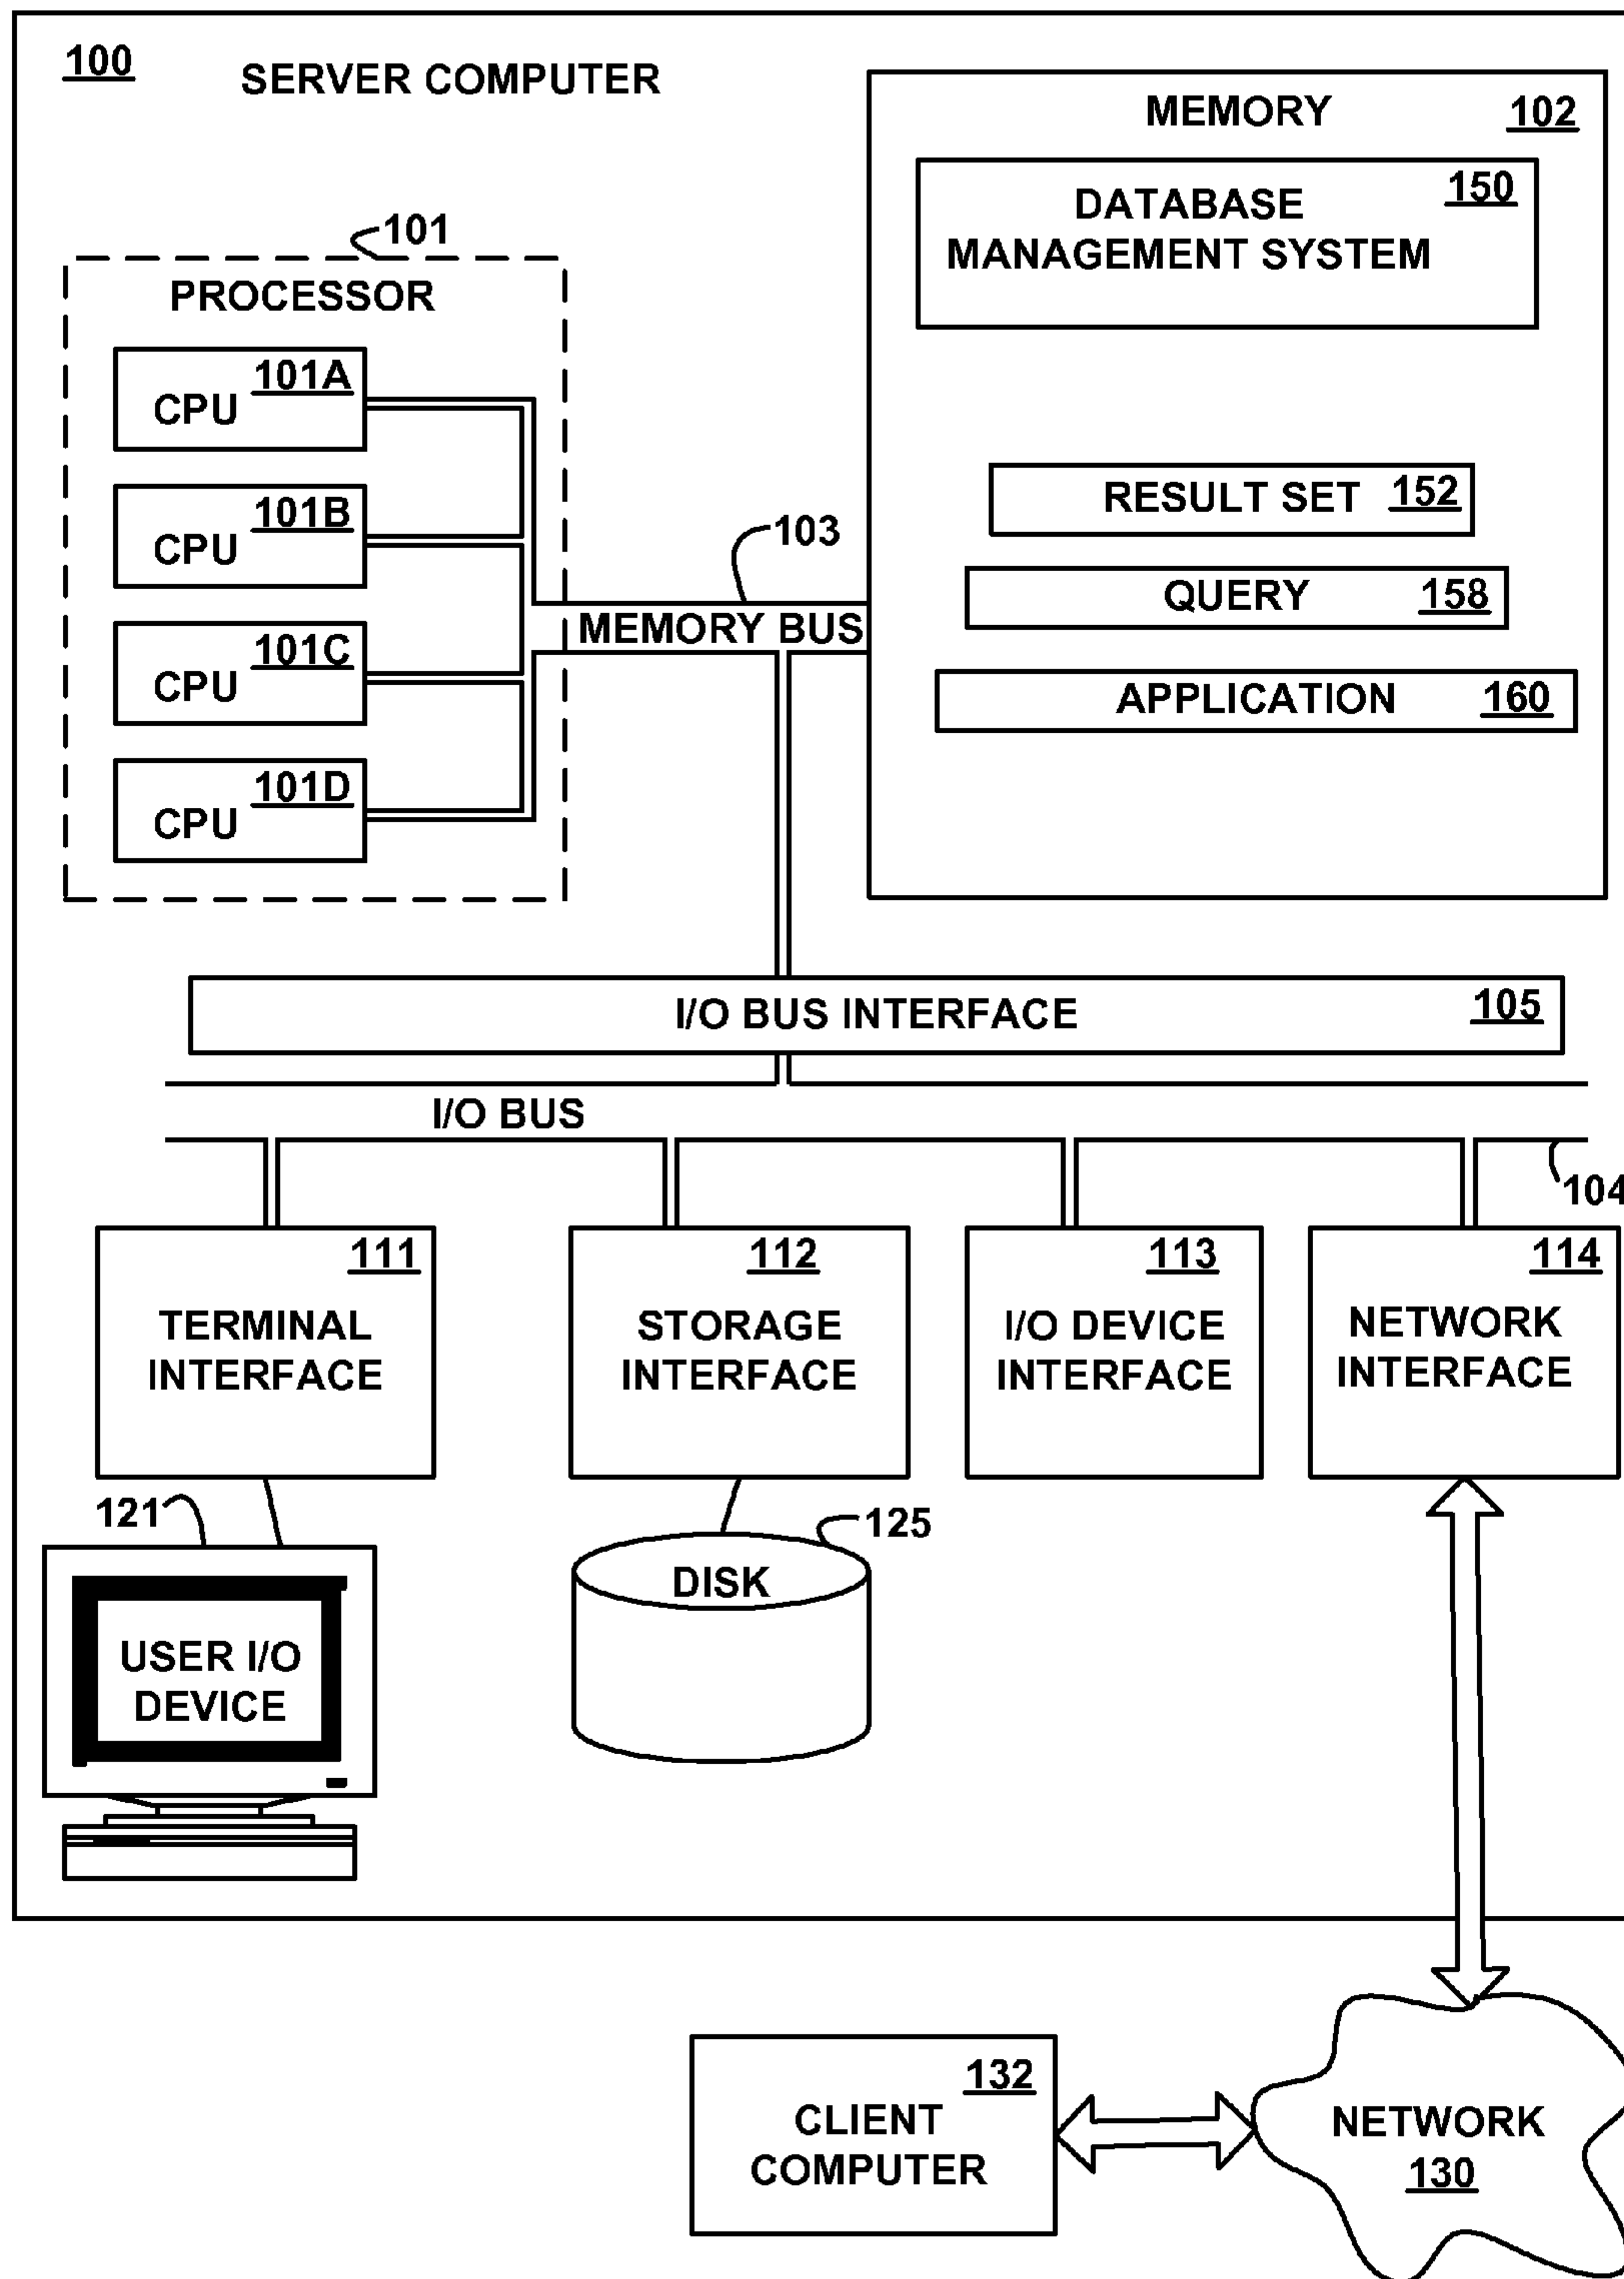 100
SERVER COMPUTER
MEMORY 102
DATABASE 150
MANAGEMENT SYSTEM
101
PROCESSOR
CPU 101A
CPU 101B
CPU 101C
CPU 101D
103
MEMORY BUS
RESULT SET 152
QUERY 158
APPLICATION 160
I/O BUS INTERFACE 105
I/O BUS
104
111
TERMINAL
INTERFACE
112
STORAGE
INTERFACE
113
I/O DEVICE
INTERFACE
114
NETWORK
INTERFACE
121
USER I/O
DEVICE
125
DISK
132
CLIENT
COMPUTER
NETWORK
130